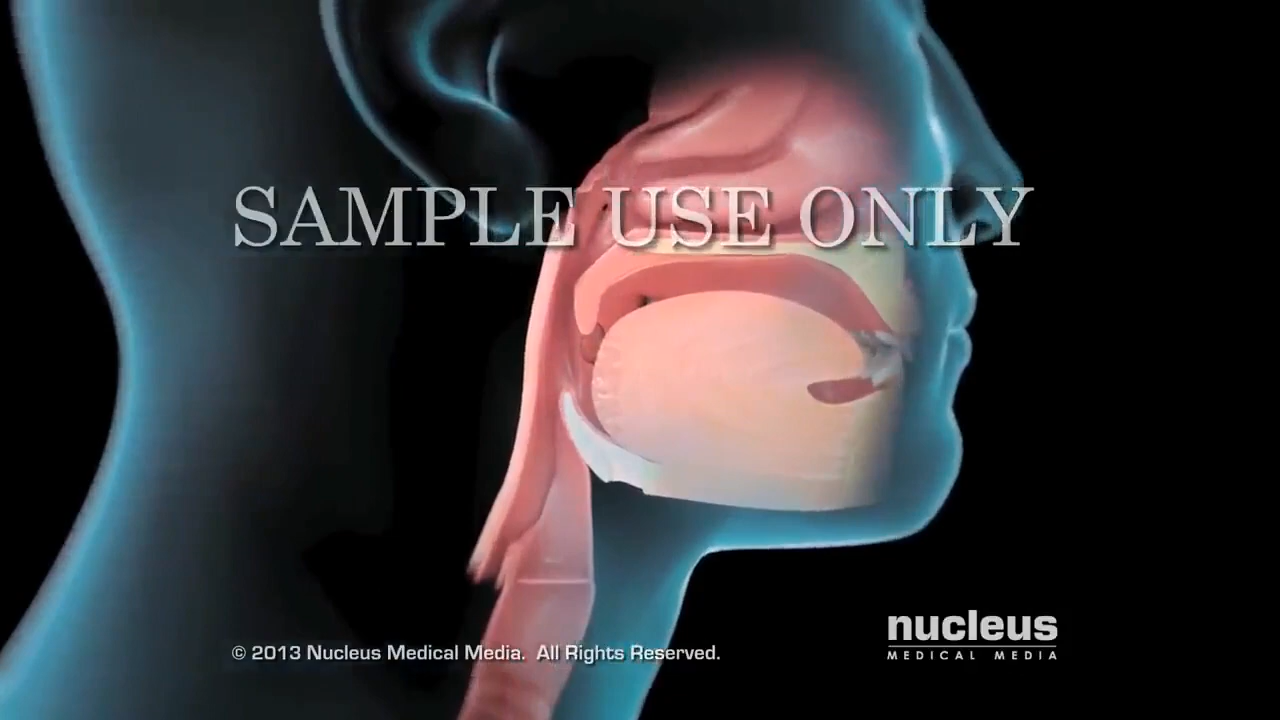 SAMPLE USE ONLY
© 2013 Nucleus Medical Media. All Rights Reserved.
nucleus
MEDICAL MEDIA